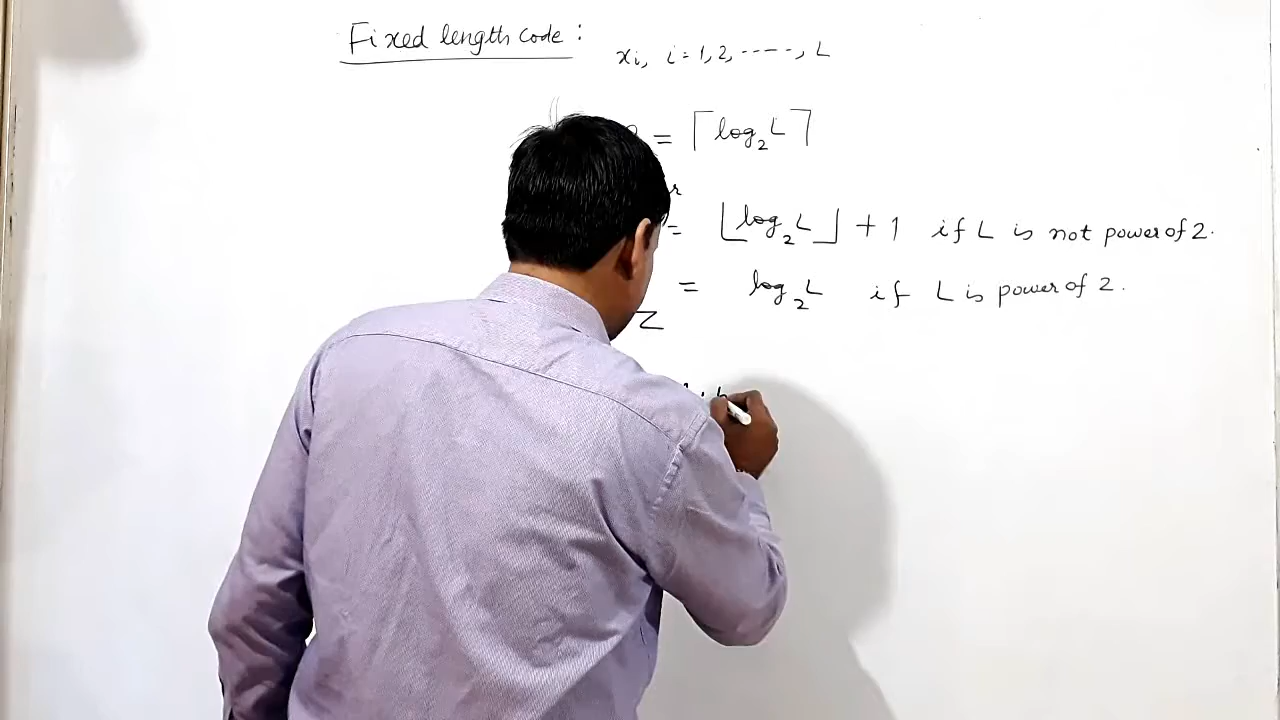 Fixed length code :
xi, i = 1, 2, -----, L
= ⌈log₂L⌉
= ⌊log₂L⌋ + 1 if L is not power of 2.
= log₂L if L is power of 2.